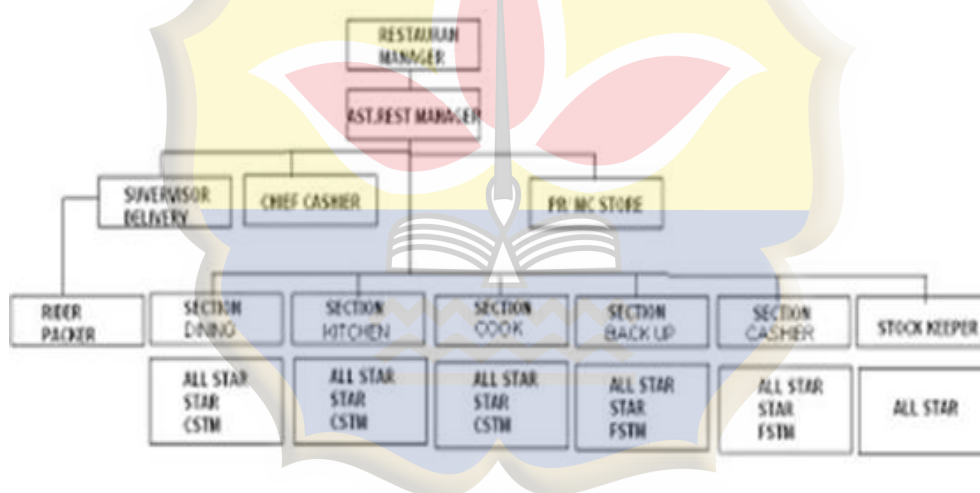 RESTAURAN
MANAGER
AST.REST MANAGER
SUVERVISOR
DELIVERY
CHIEF CASHIER
PR/ MC STORE
RIDER
PACKER
SECTION
DINING
SECTION
KITCHEN
SECTION
COOK
SECTION
BACK UP
SECTION
CASHIER
STOCK KEEPER
ALL STAR
STAR
CSTM
ALL STAR
STAR
CSTM
ALL STAR
STAR
CSTM
ALL STAR
STAR
FSTM
ALL STAR
STAR
FSTM
ALL STAR